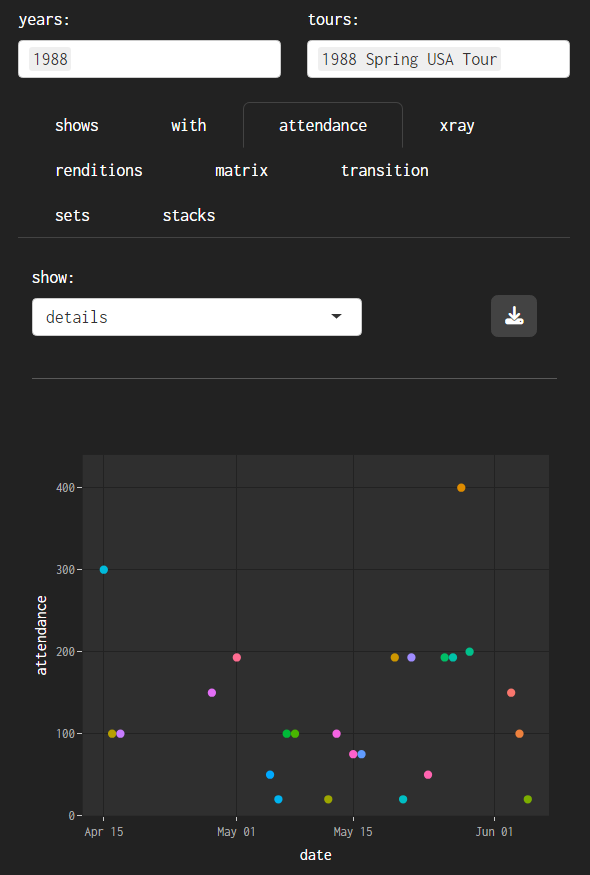 years: tours:
1988 1988 Spring USA Tour
shows with attendance xray
renditions matrix transition
sets stacks
show:
details
400
300
200
100
0
attendance
Apr 15 May 01 May 15 Jun 01
date